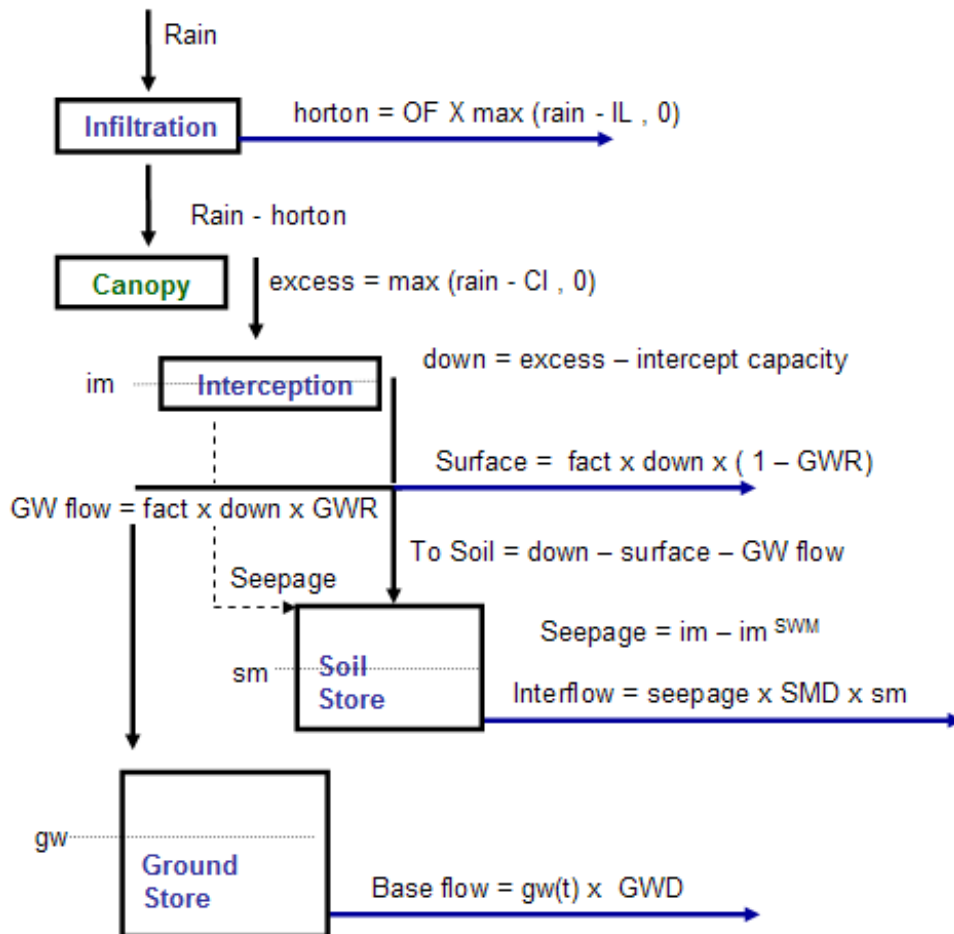 Rain
horton = OF X max (rain - IL , 0)
Infiltration
Rain - horton
Canopy
excess = max (rain - CI , 0)
down = excess – intercept capacity
im
Interception
Surface = fact x down x ( 1 – GWR)
GW flow = fact x down x GWR
To Soil = down – surface – GW flow
Seepage
Seepage = im – im SWM
sm
Soil
Store
Interflow = seepage x SMD x sm
gw
Ground
Store
Base flow = gw(t) x GWD